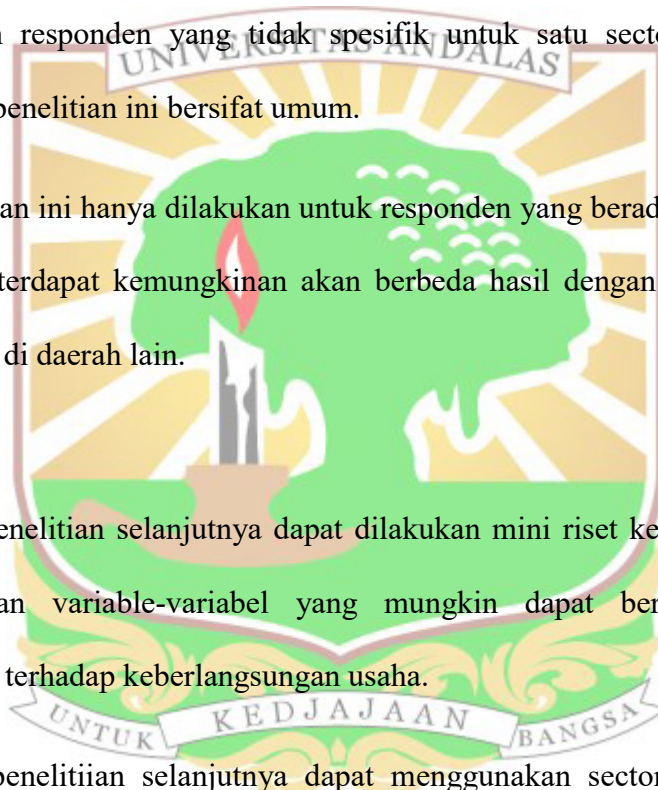 responden yang tidak spesifik untuk satu
UNIVERSITAS ANDALAS
penelitian ini bersifat umum.
an ini hanya dilakukan untuk responden yang berad
terdapat kemungkinan akan berbeda hasil dengan
di daerah lain.
enelitian selanjutnya dapat dilakukan mini riset ke
an variable-variabel yang mungkin dapat ber
terhadap keberlangsungan usaha.
UNTUK KEDJAJAAN BANGSA
penelitiian selanjutnya dapat menggunakan sector